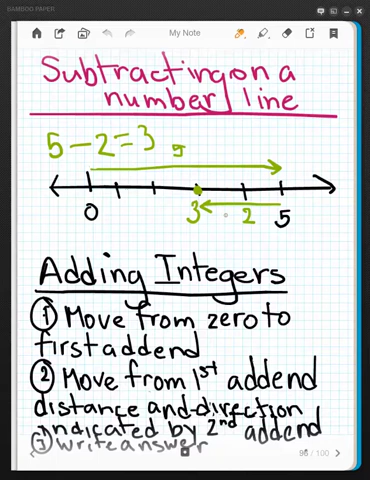 BAMBOO PAPER
My Note
Subtracting on a
number line
5 - 2 = 3
5
0
3
2
5
Adding Integers
① Move from zero to
first addend
② Move from 1st addend
distance and direction
indicated by 2nd addend
③ Write answer
96 / 100